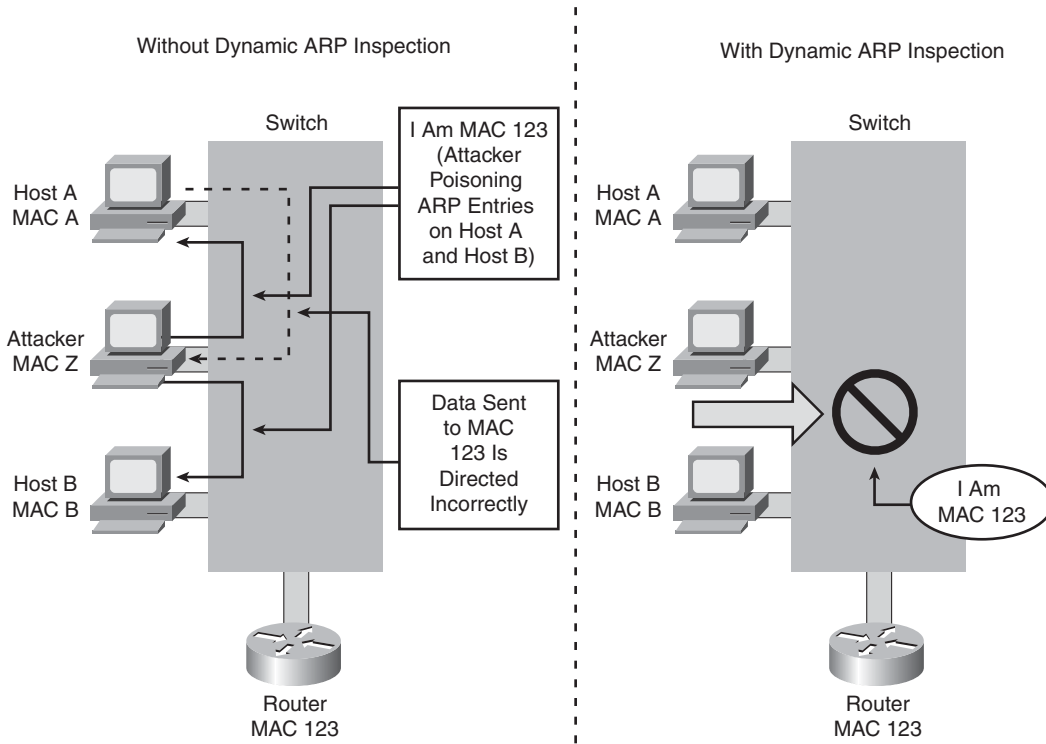 Without Dynamic ARP Inspection
Switch
I Am MAC 123
(Attacker
Poisoning
ARP Entries
on Host A
and Host B)
Host A
MAC A
Attacker
MAC Z
Data Sent
to MAC
123 Is
Directed
Incorrectly
Host B
MAC B
Router
MAC 123
With Dynamic ARP Inspection
Switch
Host A
MAC A
Attacker
MAC Z
Host B
MAC B
I Am
MAC 123
Router
MAC 123